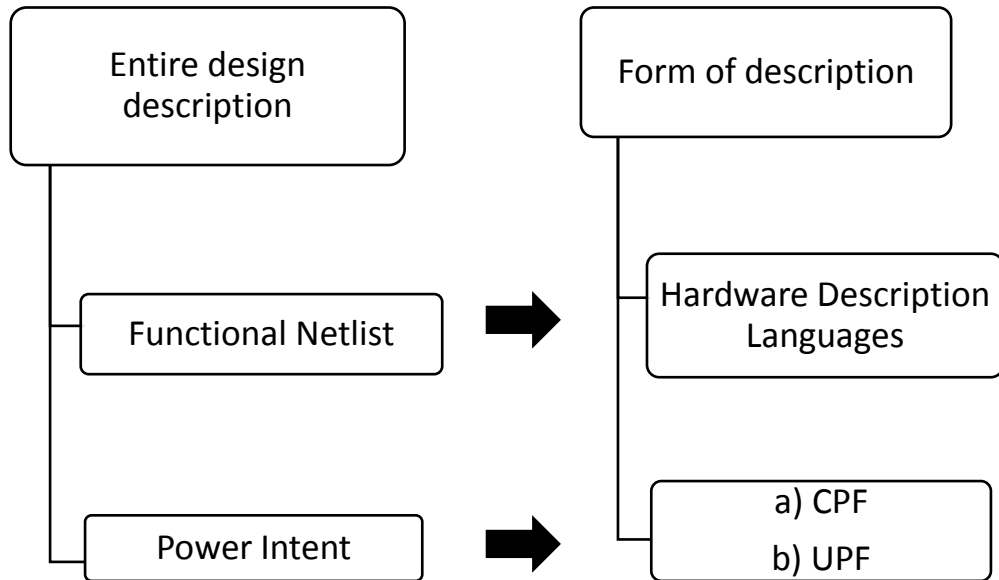 Entire design
description
Form of description
Functional Netlist
Hardware Description
Languages
Power Intent
a) CPF
b) UPF